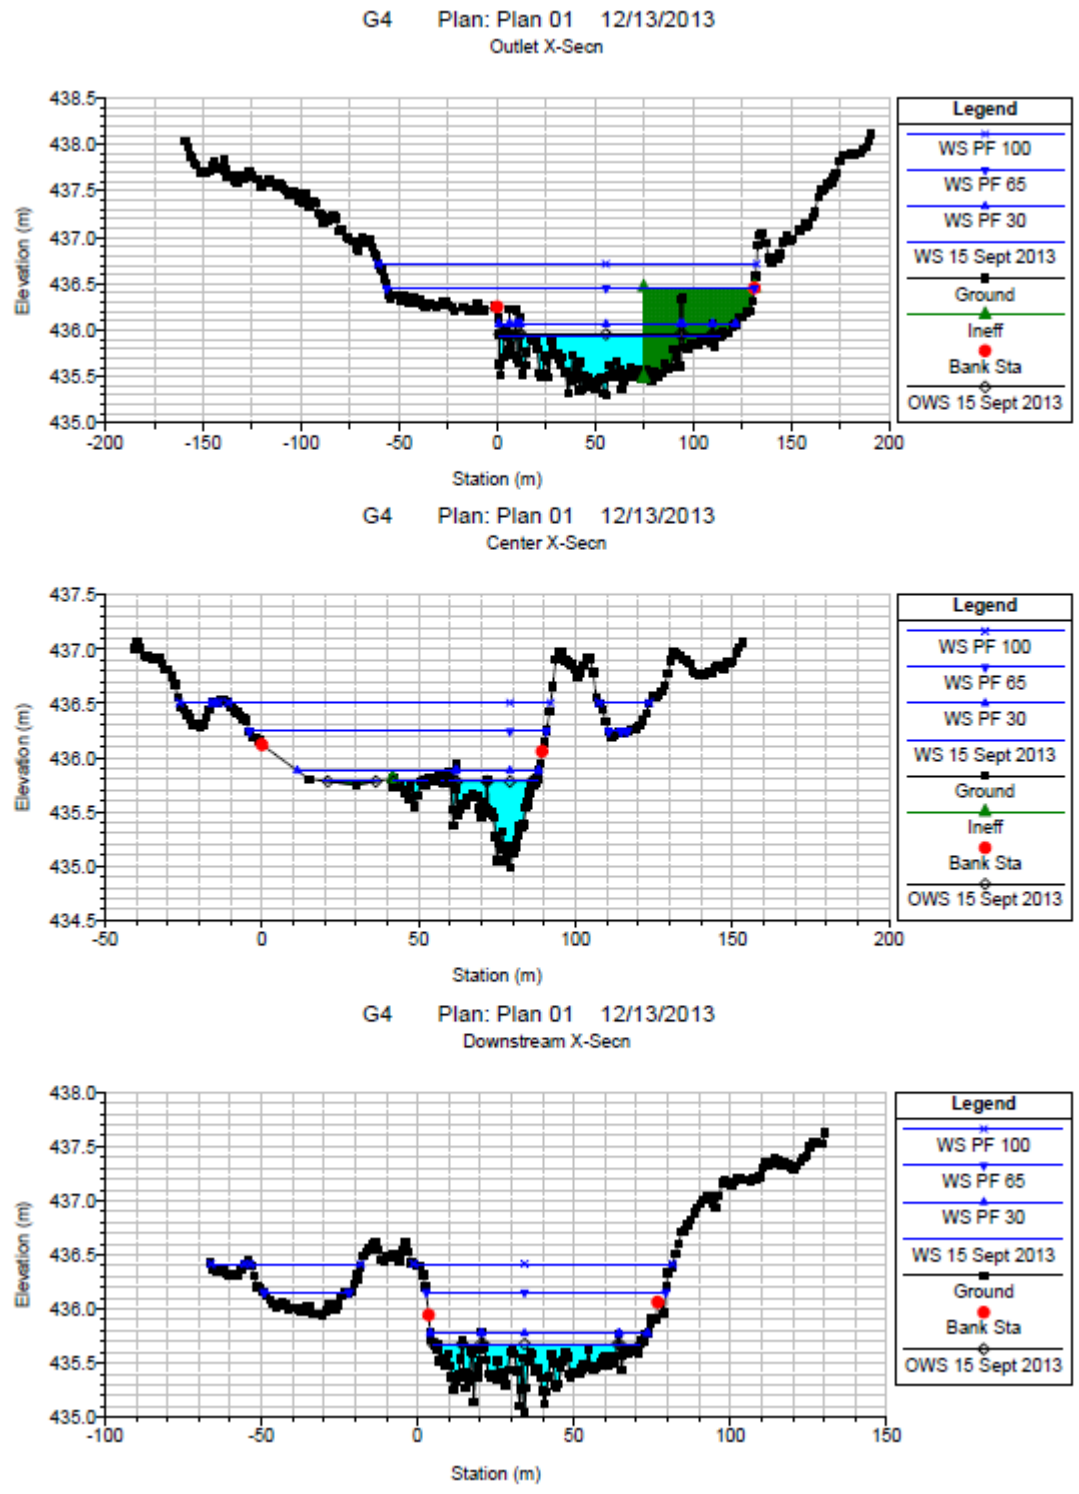 G4 Plan: Plan 01 12/13/2013
Outlet X-Secn
438.5
438.0
437.5
437.0
436.5
436.0
435.5
435.0
Elevation (m)
-200 -150 -100 -50 0 50 100 150 200
Station (m)
Legend
WS PF 100
WS PF 65
WS PF 30
WS 15 Sept 2013
Ground
Ineff
Bank Sta
OWS 15 Sept 2013
G4 Plan: Plan 01 12/13/2013
Center X-Secn
437.5
437.0
436.5
436.0
435.5
435.0
434.5
Elevation (m)
-50 0 50 100 150 200
Station (m)
Legend
WS PF 100
WS PF 65
WS PF 30
WS 15 Sept 2013
Ground
Ineff
Bank Sta
OWS 15 Sept 2013
G4 Plan: Plan 01 12/13/2013
Downstream X-Secn
438.0
437.5
437.0
436.5
436.0
435.5
435.0
Elevation (m)
-100 -50 0 50 100 150
Station (m)
Legend
WS PF 100
WS PF 65
WS PF 30
WS 15 Sept 2013
Ground
Bank Sta
OWS 15 Sept 2013